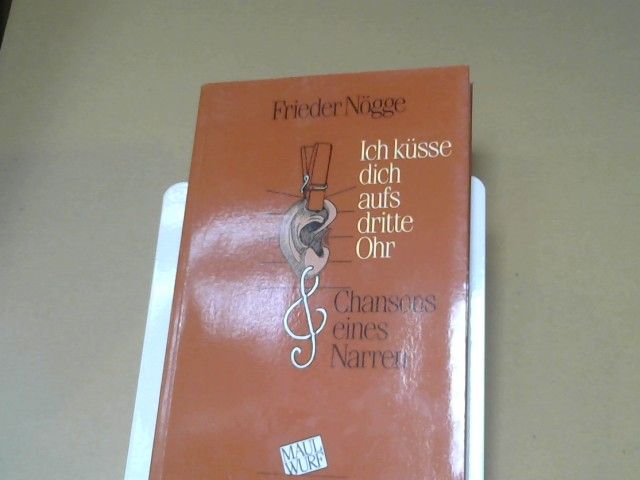 Frieder Nögge
Ich küsse
dich
aufs
dritte
Ohr
Chansons
eines
Narren
MAUL
WURF